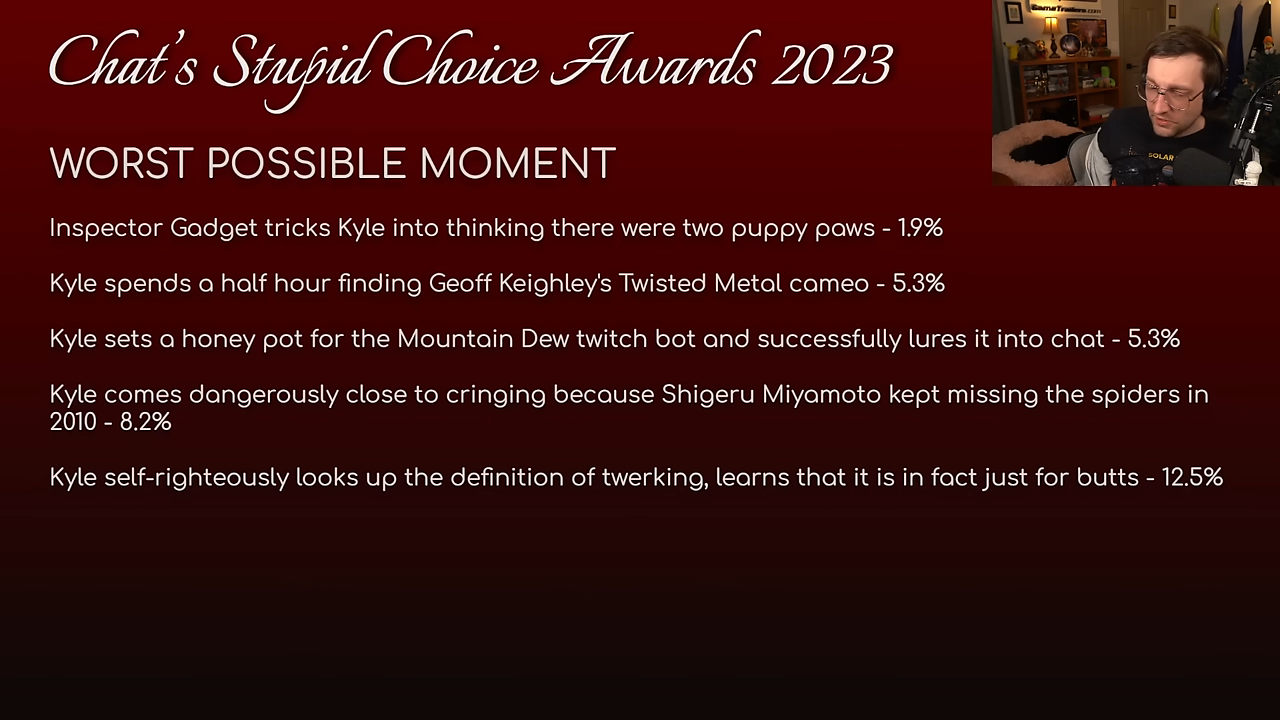 Chat's Stupid Choice Awards 2023
GameTrailers.com
SOLAR
WORST POSSIBLE MOMENT
Inspector Gadget tricks Kyle into thinking there were two puppy paws - 1.9%
Kyle spends a half hour finding Geoff Keighley's Twisted Metal cameo - 5.3%
Kyle sets a honey pot for the Mountain Dew twitch bot and successfully lures it into chat - 5.3%
Kyle comes dangerously close to cringing because Shigeru Miyamoto kept missing the spiders in
2010 - 8.2%
Kyle self-righteously looks up the definition of twerking, learns that it is in fact just for butts - 12.5%